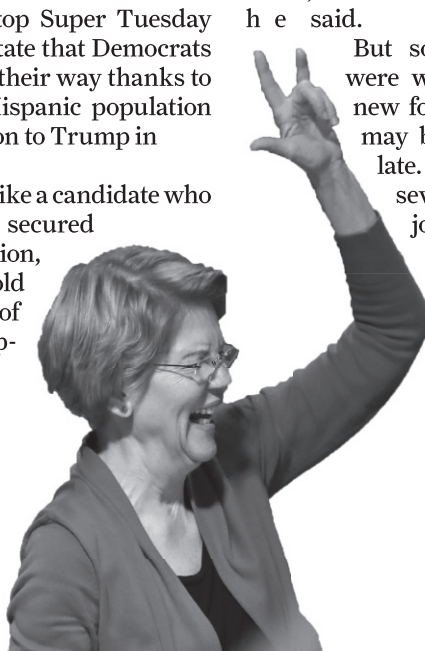 top Super Tuesday
tate that Democrats
their way thanks to
Hispanic population
on to Trump in
ike a candidate who
secured
ion,
old
of
p-
h e said.
But so
were w
new fo
may b
late.
sev
jo